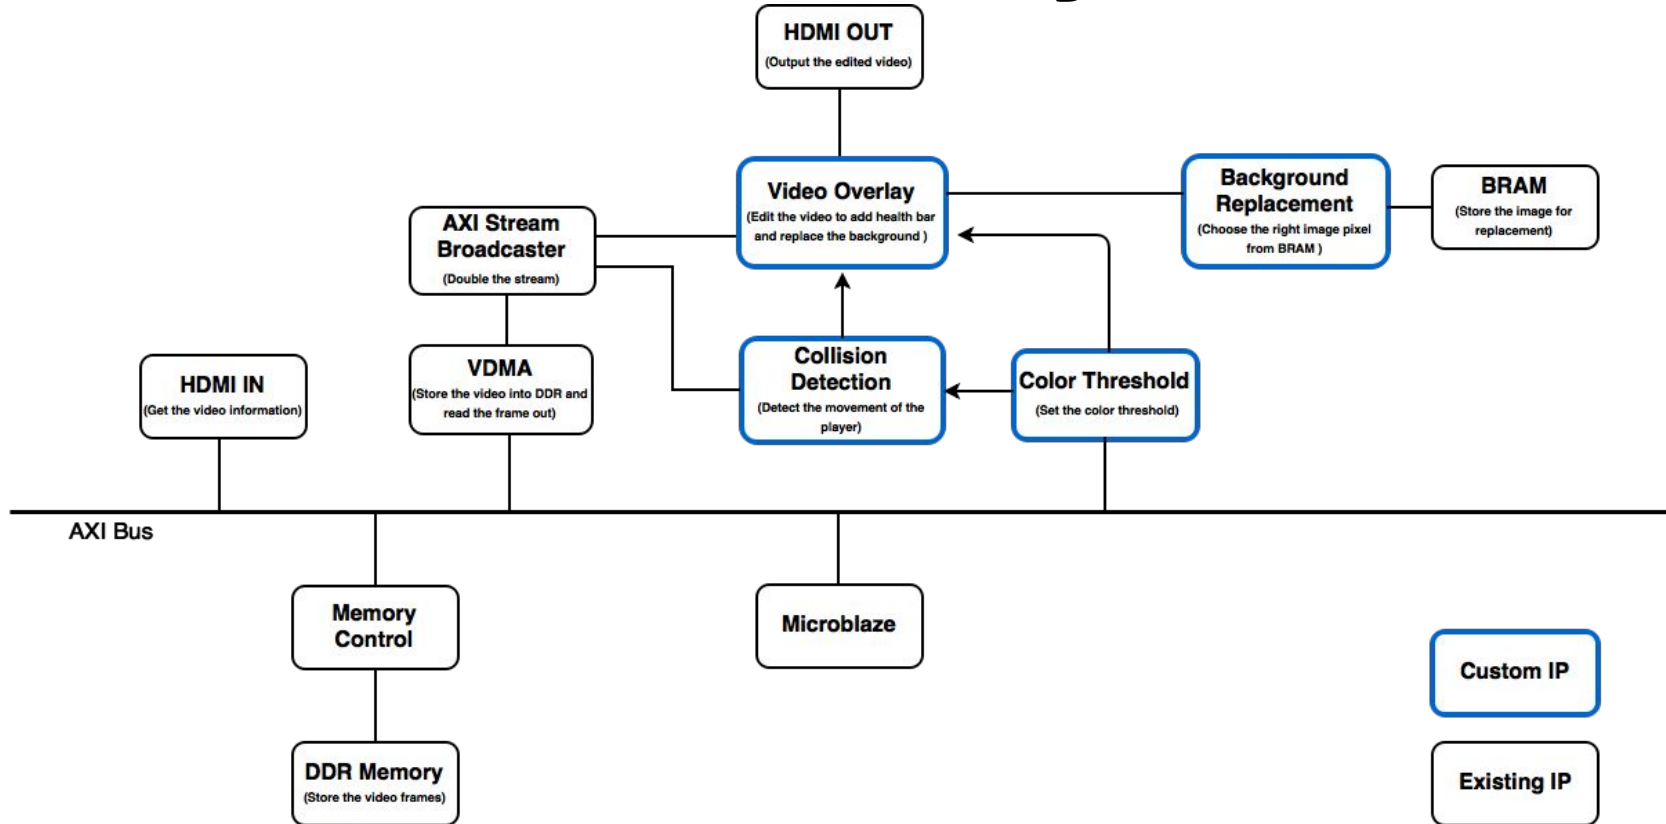 HDMI OUT
(Output the edited video)
Video Overlay
(Edit the video to add health bar
and replace the background )
Background
Replacement
(Choose the right image pixel
from BRAM )
BRAM
(Store the image for
replacement)
AXI Stream
Broadcaster
(Double the stream)
HDMI IN
(Get the video information)
VDMA
(Store the video into DDR and
read the frame out)
Collision
Detection
(Detect the movement of the
player)
Color Threshold
(Set the color threshold)
AXI Bus
Memory
Control
Microblaze
DDR Memory
(Store the video frames)
Custom IP
Existing IP